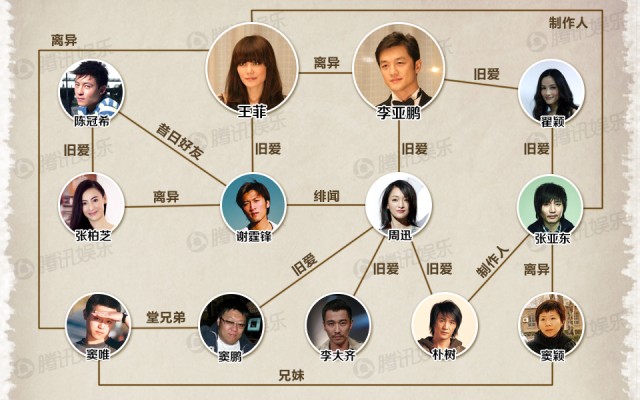 制作人
离异
腾讯娱乐
离异
旧爱
王菲
李亚鹏
陈冠希
翟颖
旧爱
昔日好友
旧爱
旧爱
旧爱
离异
绯闻
张柏芝
谢霆锋
周迅
张亚东
旧爱
旧爱
旧爱
制作人
离异
堂兄弟
窦唯
窦鹏
李大齐
朴树
窦颖
兄妹